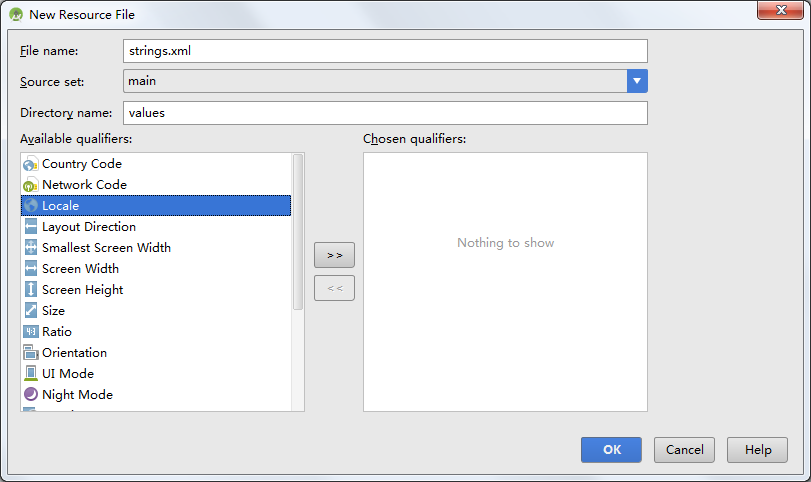 New Resource File
File name: strings.xml
Source set: main
Directory name: values
Available qualifiers: Chosen qualifiers:
Country Code
Network Code
Locale
Layout Direction
Smallest Screen Width
Screen Width
Screen Height
Size
Ratio
Orientation
UI Mode
Night Mode
>>
<<
Nothing to show
OK Cancel Help